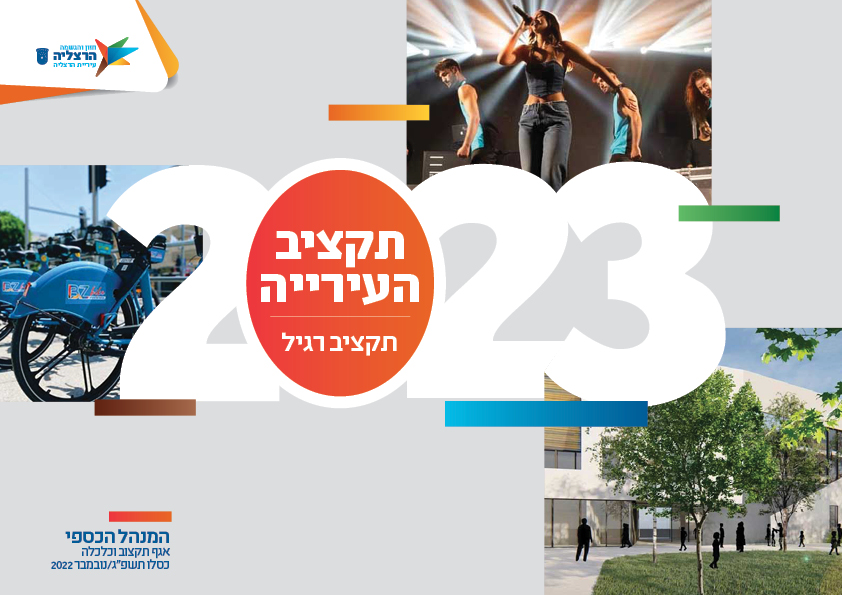 חזון והגשמה
הרצליה
עיריית הרצליה
2023
תקציב
העירייה
תקציב רגיל
BZ
המנהל הכספי
אגף תקצוב וכלכלה
כסלו תשפ"ג/נובמבר 2022